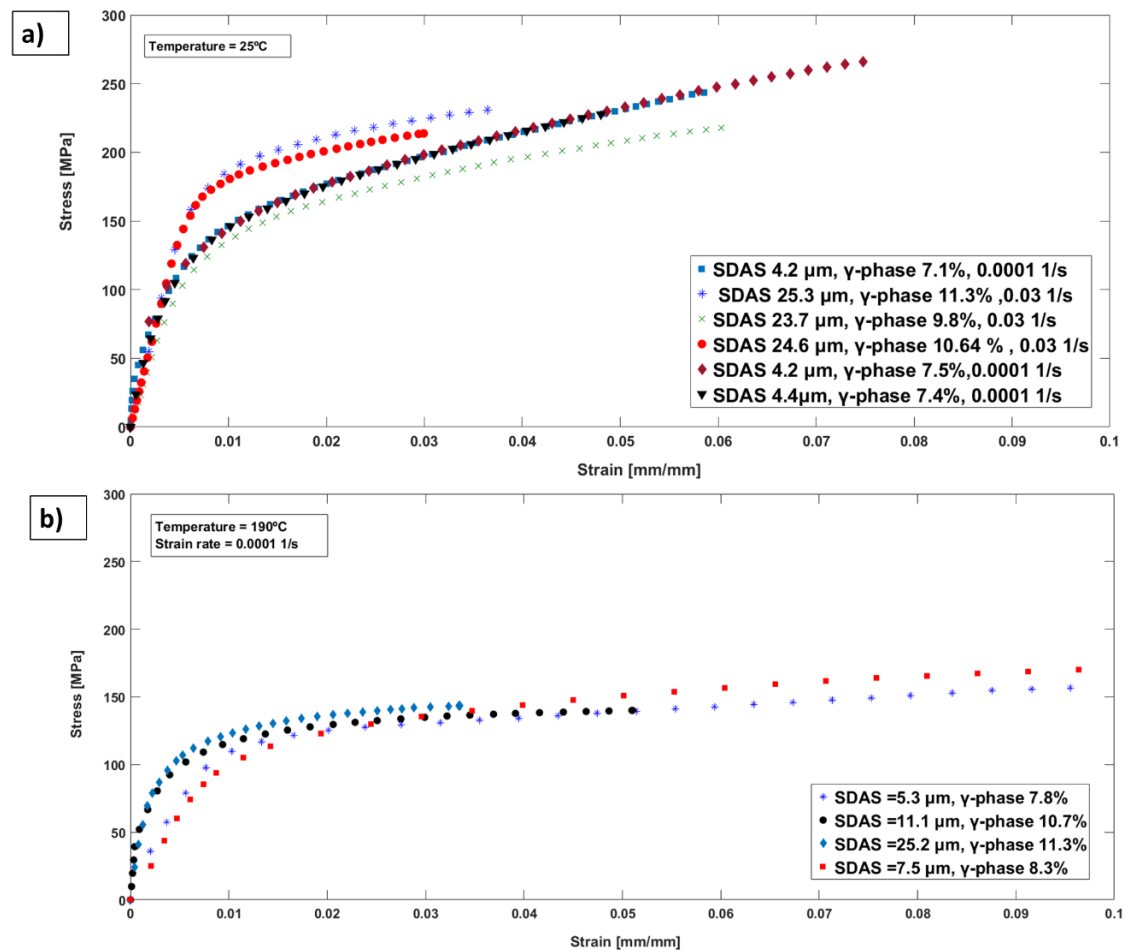 a)
Temperature = 25ºC
300
250
200
150
100
50
0
Stress [MPa]
SDAS 4.2 µm, γ-phase 7.1%, 0.0001 1/s
SDAS 25.3 µm, γ-phase 11.3% ,0.03 1/s
SDAS 23.7 µm, γ-phase 9.8%, 0.03 1/s
SDAS 24.6 µm, γ-phase 10.64 % , 0.03 1/s
SDAS 4.2 µm, γ-phase 7.5%,0.0001 1/s
SDAS 4.4µm, γ-phase 7.4%, 0.0001 1/s
0 0.01 0.02 0.03 0.04 0.05 0.06 0.07 0.08 0.09 0.1
Strain [mm/mm]
b)
Temperature = 190ºC
Strain rate = 0.0001 1/s
300
250
200
150
100
50
0
Stress [MPa]
SDAS =5.3 µm, γ-phase 7.8%
SDAS =11.1 µm, γ-phase 10.7%
SDAS =25.2 µm, γ-phase 11.3%
SDAS =7.5 µm, γ-phase 8.3%
0 0.01 0.02 0.03 0.04 0.05 0.06 0.07 0.08 0.09 0.1
Strain [mm/mm]